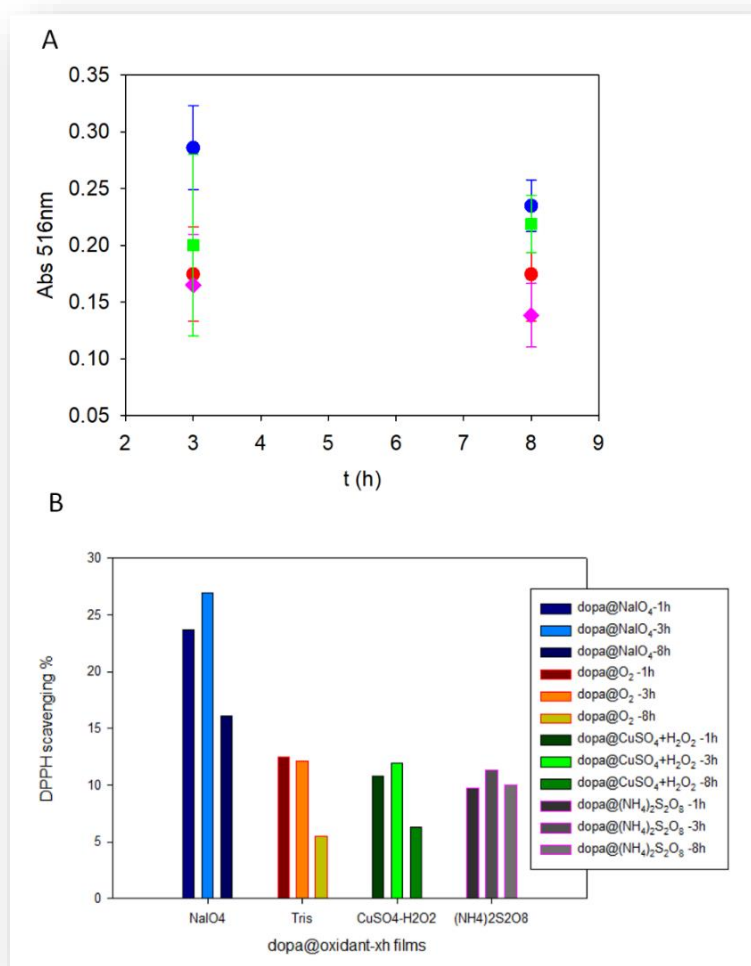 A
0.35
0.30
0.25
0.20
0.15
0.10
0.05
Abs 516nm
2 3 4 5 6 7 8 9
t (h)
B
30
25
20
15
10
5
0
DPPH scavenging %
NaIO4 Tris CuSO4-H2O2 (NH4)2S2O8
dopa@oxidant-xh films
dopa@NaIO₄-1h
dopa@NaIO₄-3h
dopa@NaIO₄-8h
dopa@O₂ -1h
dopa@O₂ -3h
dopa@O₂ -8h
dopa@CuSO₄+H₂O₂ -1h
dopa@CuSO₄+H₂O₂ -3h
dopa@CuSO₄+H₂O₂ -8h
dopa@(NH₄)₂S₂O₈ -1h
dopa@(NH₄)₂S₂O₈ -3h
dopa@(NH₄)₂S₂O₈ -8h